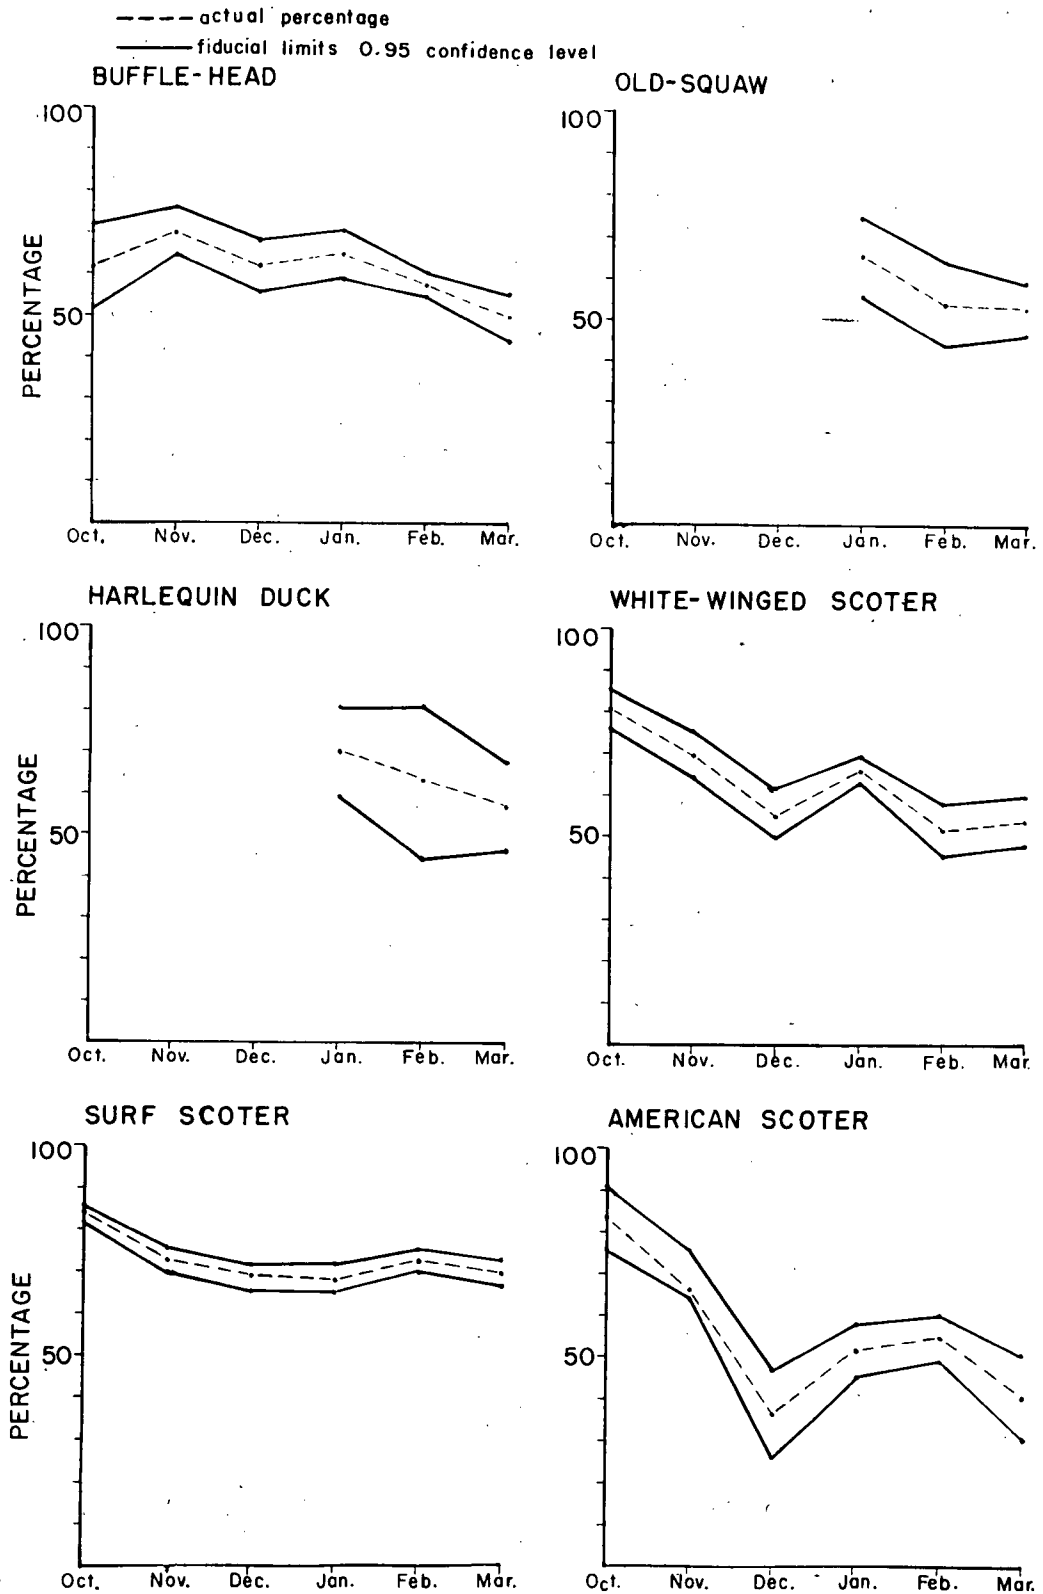 actual percentage
fiducial limits 0.95 confidence level
BUFFLE-HEAD
OLD-SQUAW
100
50
PERCENTAGE
Oct. Nov. Dec. Jan. Feb. Mar.
100
50
Oct. Nov. Dec. Jan. Feb. Mar.
HARLEQUIN DUCK
WHITE-WINGED SCOTER
100
50
PERCENTAGE
Oct. Nov. Dec. Jan. Feb. Mar.
100
50
Oct. Nov. Dec. Jan. Feb. Mar.
SURF SCOTER
AMERICAN SCOTER
100
50
PERCENTAGE
Oct. Nov. Dec. Jan. Feb. Mar.
100
50
Oct. Nov. Dec. Jan. Feb. Mar.